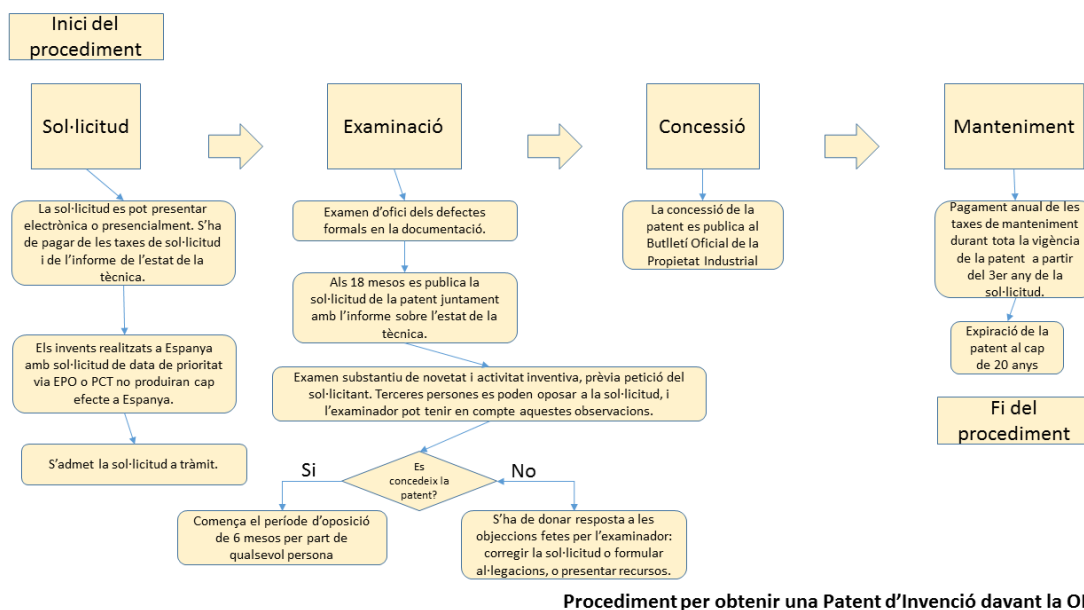 Inici del
procediment
Sol·licitud
Examinació
Concessió
Manteniment
La sol·licitud es pot presentar
electrònica o presencialment. S’ha
de pagar de les taxes de sol·licitud
i de l’informe de l’estat de la
tècnica.
Els invents realitzats a Espanya
amb sol·licitud de data de prioritat
via EPO o PCT no produiran cap
efecte a Espanya.
S’admet la sol·licitud a tràmit.
Examen d’ofici dels defectes
formals en la documentació.
Als 18 mesos es publica la
sol·licitud de la patent juntament
amb l’informe sobre l’estat de la
tècnica.
Examen substantiu de novetat i activitat inventiva, prèvia petició del
sol·licitant. Terceres persones es poden oposar a la sol·licitud, i
l’examinador pot tenir en compte aquestes observacions.
Si
Es
concedeix la
patent?
No
Comença el període d’oposició
de 6 mesos per part de
qualsevol persona
S’ha de donar resposta a les
objeccions fetes per l’examinador:
corregir la sol·licitud o formular
al·legacions, o presentar recursos.
La concessió de la
patent es publica al
Butlletí Oficial de la
Propietat Industrial
Pagament anual de les
taxes de manteniment
durant tota la vigència
de la patent a partir
del 3er any de la
sol·licitud.
Expiració de la
patent al cap
de 20 anys
Fi del
procediment
Procediment per obtenir una Patent d’Invenció davant la